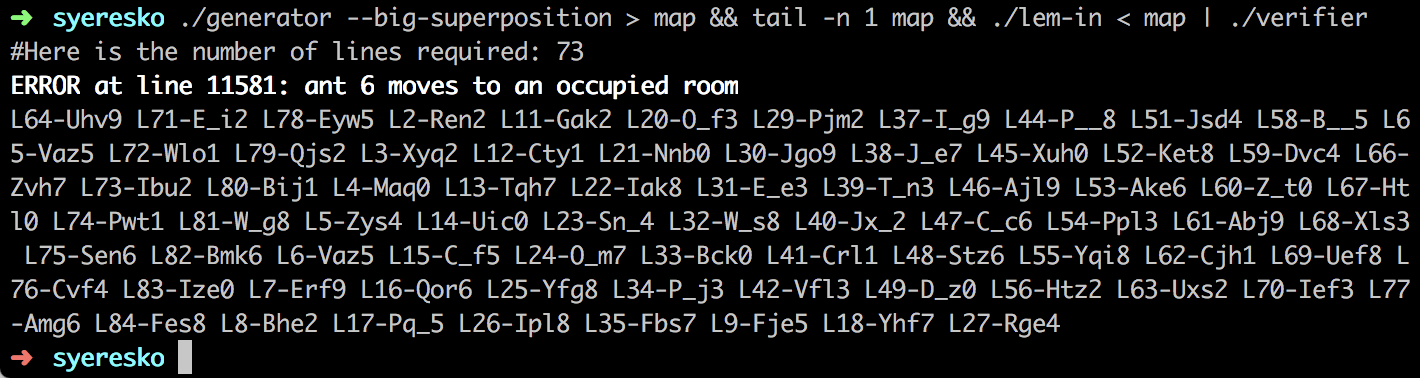 ➜ syeresko ./generator --big-superposition > map && tail -n 1 map && ./lem-in < map | ./verifier
#Here is the number of lines required: 73
ERROR at line 11581: ant 6 moves to an occupied room
L64-Uhv9 L71-E_i2 L78-Eyw5 L2-Ren2 L11-Gak2 L20-O_f3 L29-Pjm2 L37-I_g9 L44-P__8 L51-Jsd4 L58-B__5 L6
5-Vaz5 L72-Wlo1 L79-Qjs2 L3-Xyq2 L12-Cty1 L21-Nnb0 L30-Jgo9 L38-J_e7 L45-Xuh0 L52-Ket8 L59-Dvc4 L66-
Zvh7 L73-Ibu2 L80-Bij1 L4-Maq0 L13-Tqh7 L22-Iak8 L31-E_e3 L39-T_n3 L46-Ajl9 L53-Ake6 L60-Z_t0 L67-Ht
l0 L74-Pwt1 L81-W_g8 L5-Zys4 L14-Uic0 L23-Sn_4 L32-W_s8 L40-Jx_2 L47-C_c6 L54-Ppl3 L61-Abj9 L68-Xls3
 L75-Sen6 L82-Bmk6 L6-Vaz5 L15-C_f5 L24-O_m7 L33-Bck0 L41-Crl1 L48-Stz6 L55-Yqi8 L62-Cjh1 L69-Uef8 L
76-Cvf4 L83-Ize0 L7-Erf9 L16-Qor6 L25-Yfg8 L34-P_j3 L42-Vfl3 L49-D_z0 L56-Htz2 L63-Uxs2 L70-Ief3 L77
-Amg6 L84-Fes8 L8-Bhe2 L17-Pq_5 L26-Ipl8 L35-Fbs7 L9-Fje5 L18-Yhf7 L27-Rge4
➜ syeresko